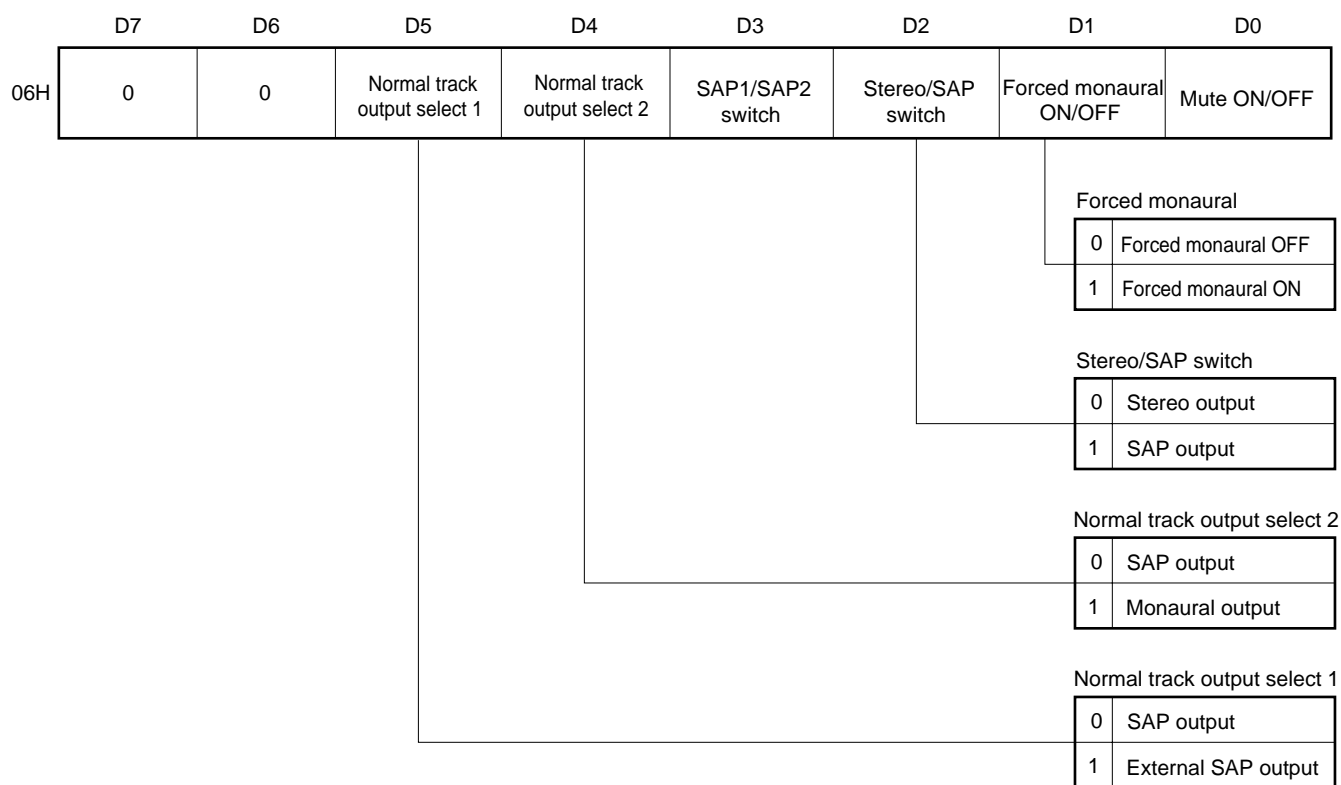 D7 D6 D5 D4 D3 D2 D1 D0
06H 0 0 Normal track output select 1 Normal track output select 2 SAP1/SAP2 switch Stereo/SAP switch Forced monaural ON/OFF Mute ON/OFF
Forced monaural
0 Forced monaural OFF
1 Forced monaural ON
Stereo/SAP switch
0 Stereo output
1 SAP output
Normal track output select 2
0 SAP output
1 Monaural output
Normal track output select 1
0 SAP output
1 External SAP output